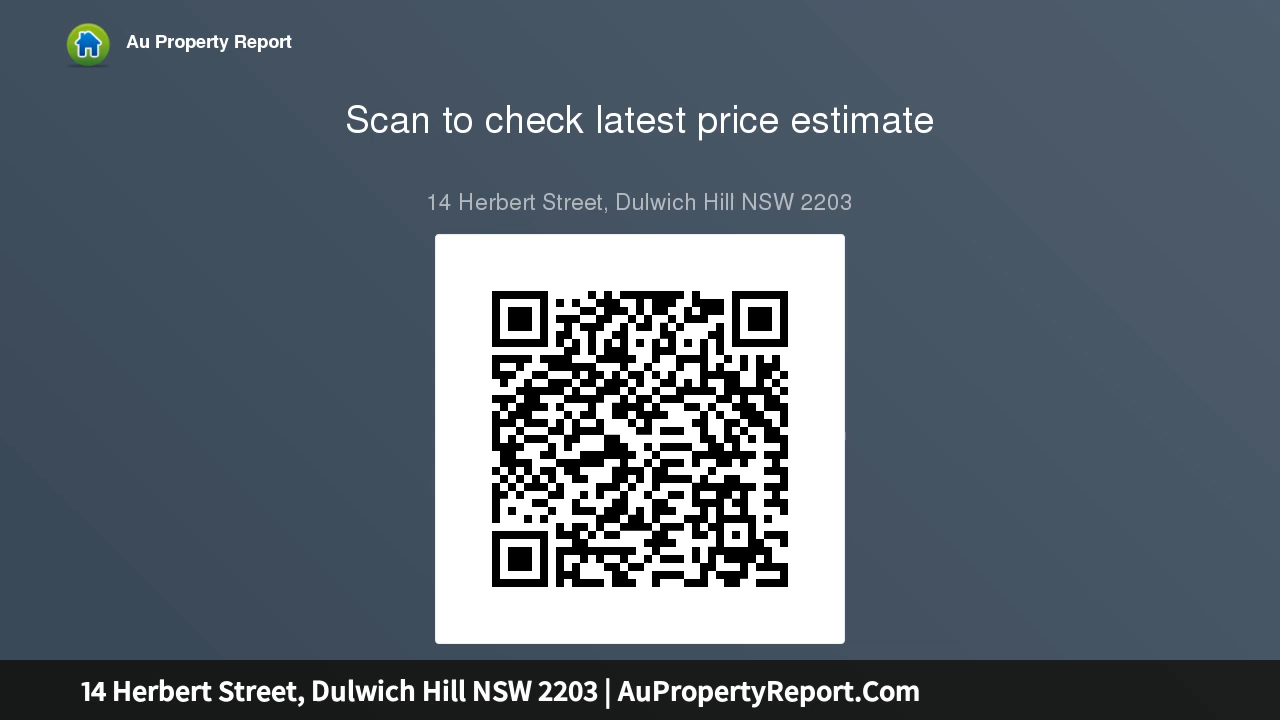 Au Property Report
Scan to check latest price estimate
14 Herbert Street, Dulwich Hill NSW 2203
14 Herbert Street, Dulwich Hill NSW 2203 | AuPropertyReport.Com